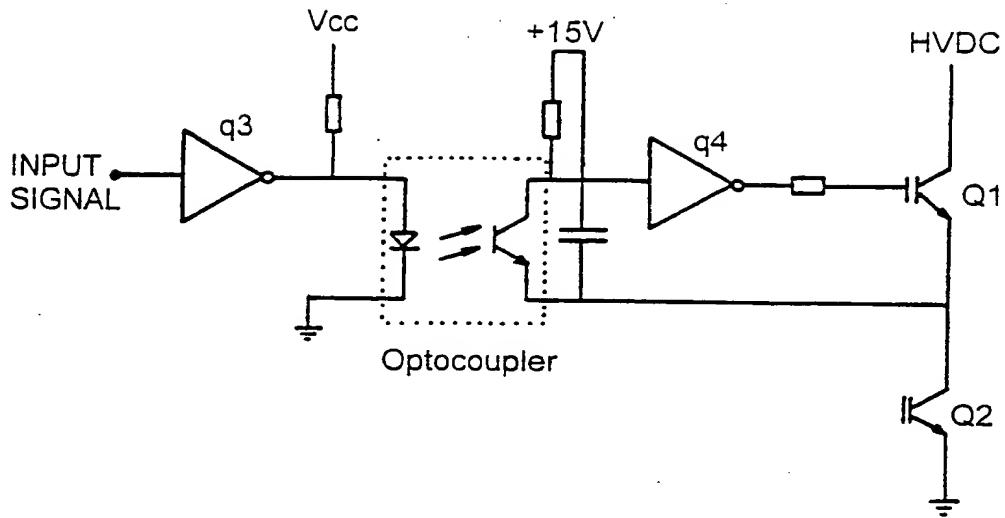 Vcc
+15V
HVDC
q3
q4
INPUT
SIGNAL
Q1
Optocoupler
Q2